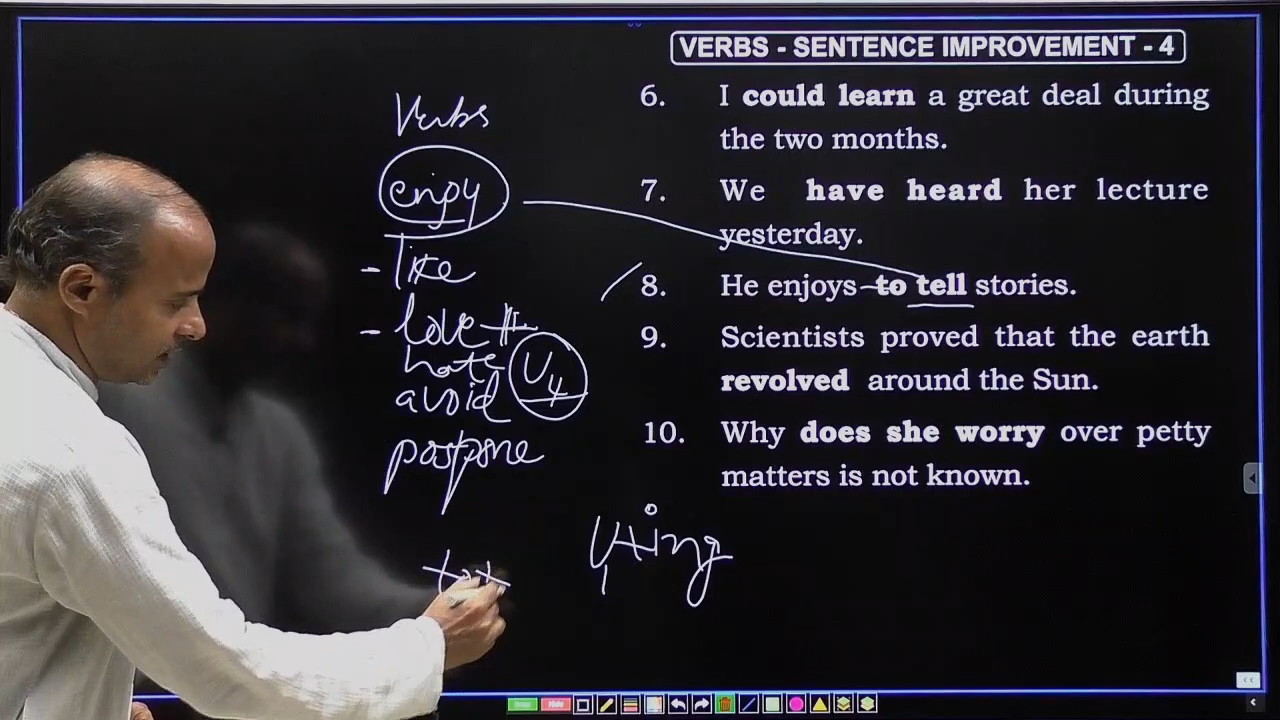 VERBS - SENTENCE IMPROVEMENT - 4
6. I could learn a great deal during
the two months.
7. We have heard her lecture
yesterday.
8. He enjoys to tell stories.
9. Scientists proved that the earth
revolved around the Sun.
10. Why does she worry over petty
matters is not known.
Verbs
enjoy
- like
- love
hate
avoid
V4
postpone
to
V1+ing